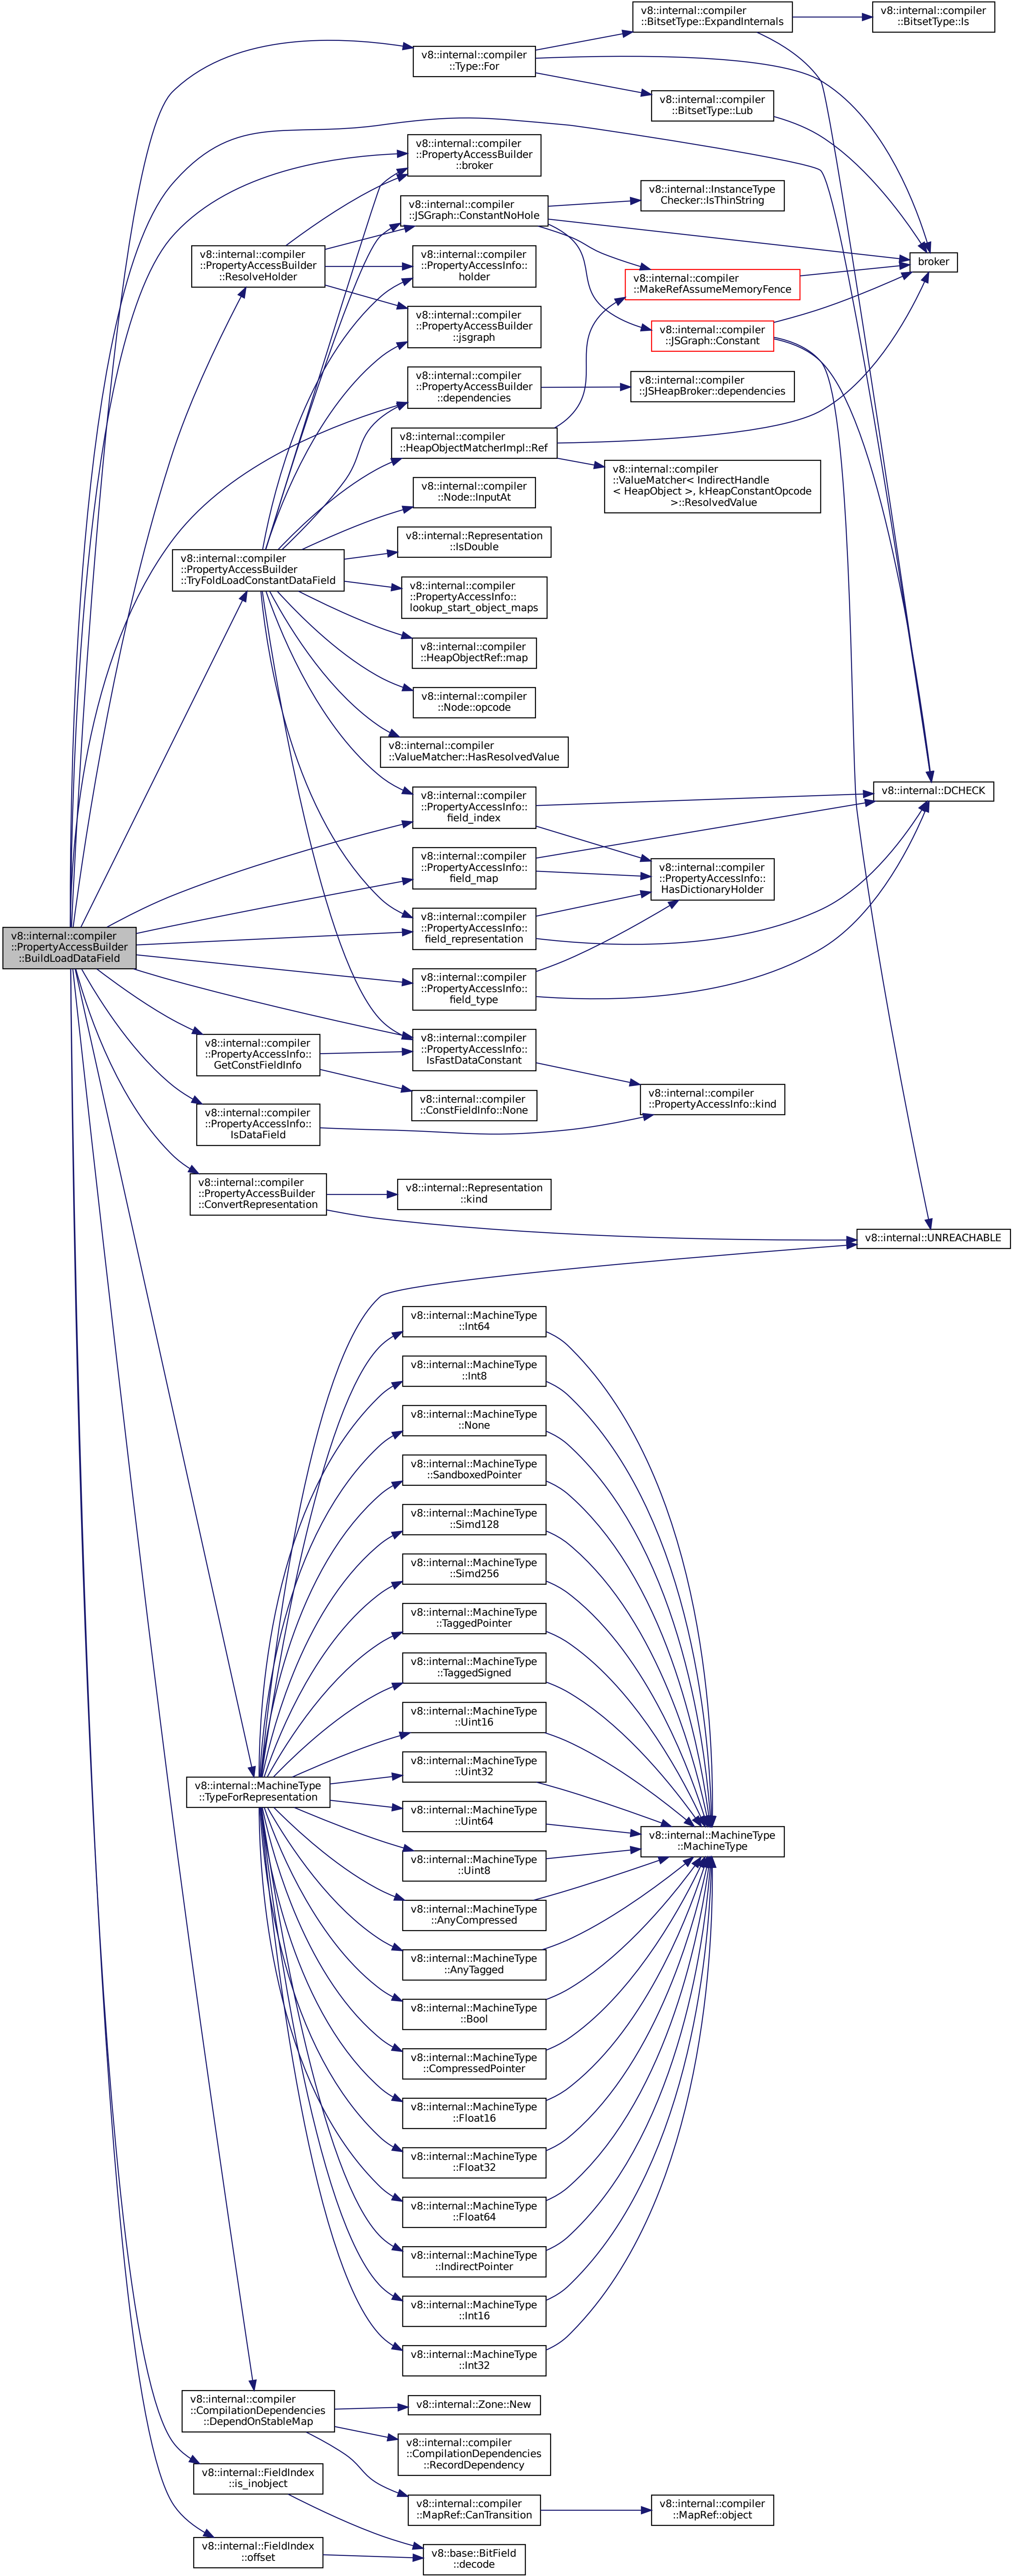 v8::internal::compiler
::BitsetType::ExpandInternals
v8::internal::compiler
::BitsetType::Is
v8::internal::compiler
::Type::For
v8::internal::compiler
::BitsetType::Lub
v8::internal::compiler
::PropertyAccessBuilder
::broker
v8::internal::InstanceType
Checker::IsThinString
v8::internal::compiler
::JSGraph::ConstantNoHole
v8::internal::compiler
::PropertyAccessBuilder
::ResolveHolder
v8::internal::compiler
::PropertyAccessInfo::
holder
broker
v8::internal::compiler
::MakeRefAssumeMemoryFence
v8::internal::compiler
::PropertyAccessBuilder
::jsgraph
v8::internal::compiler
::JSGraph::Constant
v8::internal::compiler
::PropertyAccessBuilder
::dependencies
v8::internal::compiler
::JSHeapBroker::dependencies
v8::internal::compiler
::HeapObjectMatcherImpl::Ref
v8::internal::compiler
::ValueMatcher< IndirectHandle
< HeapObject >, kHeapConstantOpcode
>::ResolvedValue
v8::internal::compiler
::Node::InputAt
v8::internal::Representation
::IsDouble
v8::internal::compiler
::PropertyAccessBuilder
::TryFoldLoadConstantDataField
v8::internal::compiler
::PropertyAccessInfo::
lookup_start_object_maps
v8::internal::compiler
::HeapObjectRef::map
v8::internal::compiler
::Node::opcode
v8::internal::compiler
::ValueMatcher::HasResolvedValue
v8::internal::compiler
::PropertyAccessInfo::
field_index
v8::internal::DCHECK
v8::internal::compiler
::PropertyAccessInfo::
field_map
v8::internal::compiler
::PropertyAccessInfo::
HasDictionaryHolder
v8::internal::compiler
::PropertyAccessInfo::
field_representation
v8::internal::compiler
::PropertyAccessBuilder
::BuildLoadDataField
v8::internal::compiler
::PropertyAccessInfo::
field_type
v8::internal::compiler
::PropertyAccessInfo::
GetConstFieldInfo
v8::internal::compiler
::PropertyAccessInfo::
IsFastDataConstant
v8::internal::compiler
::ConstFieldInfo::None
v8::internal::compiler
::PropertyAccessInfo::kind
v8::internal::compiler
::PropertyAccessInfo::
IsDataField
v8::internal::compiler
::PropertyAccessBuilder
::ConvertRepresentation
v8::internal::Representation
::kind
v8::internal::UNREACHABLE
v8::internal::MachineType
::Int64
v8::internal::MachineType
::Int8
v8::internal::MachineType
::None
v8::internal::MachineType
::SandboxedPointer
v8::internal::MachineType
::Simd128
v8::internal::MachineType
::Simd256
v8::internal::MachineType
::TaggedPointer
v8::internal::MachineType
::TaggedSigned
v8::internal::MachineType
::Uint16
v8::internal::MachineType
::Uint32
v8::internal::MachineType
::TypeForRepresentation
v8::internal::MachineType
::Uint64
v8::internal::MachineType
::MachineType
v8::internal::MachineType
::Uint8
v8::internal::MachineType
::AnyCompressed
v8::internal::MachineType
::AnyTagged
v8::internal::MachineType
::Bool
v8::internal::MachineType
::CompressedPointer
v8::internal::MachineType
::Float16
v8::internal::MachineType
::Float32
v8::internal::MachineType
::Float64
v8::internal::MachineType
::IndirectPointer
v8::internal::MachineType
::Int16
v8::internal::MachineType
::Int32
v8::internal::compiler
::CompilationDependencies
::DependOnStableMap
v8::internal::Zone::New
v8::internal::compiler
::CompilationDependencies
::RecordDependency
v8::internal::FieldIndex
::is_inobject
v8::internal::compiler
::MapRef::CanTransition
v8::internal::compiler
::MapRef::object
v8::internal::FieldIndex
::offset
v8::base::BitField
::decode